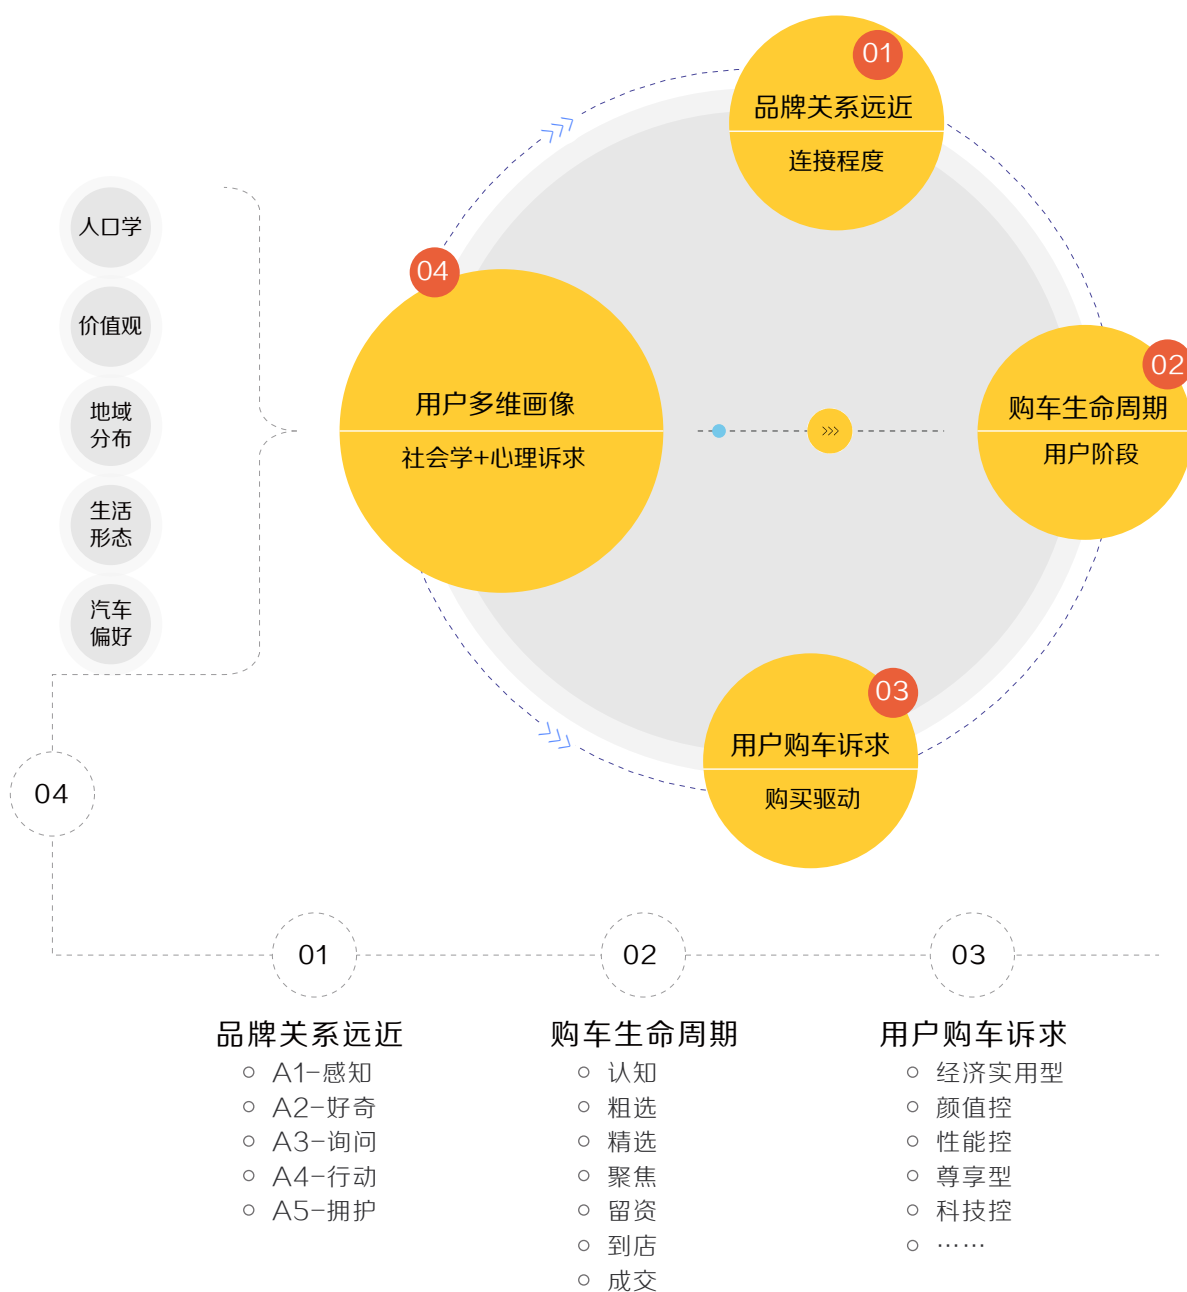 01
品牌关系远近
连接程度
人口学
04
价值观
02
用户多维画像
购车生命周期
地域
分布
社会学+心理诉求
用户阶段
生活
形态
汽车
偏好
03
用户购车诉求
购买驱动
04
01
02
03
品牌关系远近
A1-感知
A2-好奇
A3-询问
A4-行动
A5-拥护
购车生命周期
认知
粗选
精选
聚焦
留资
到店
成交
用户购车诉求
经济实用型
颜值控
性能控
尊享型
科技控
……